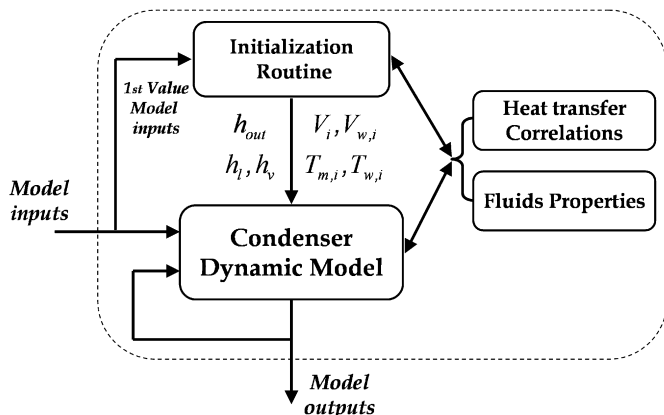 Initialization
Routine
1st Value
Model
inputs
h_out
V_i, V_w,i
h_l, h_v
T_m,i, T_w,i
Heat transfer
Correlations
Fluids Properties
Model
inputs
Condenser
Dynamic Model
Model
outputs